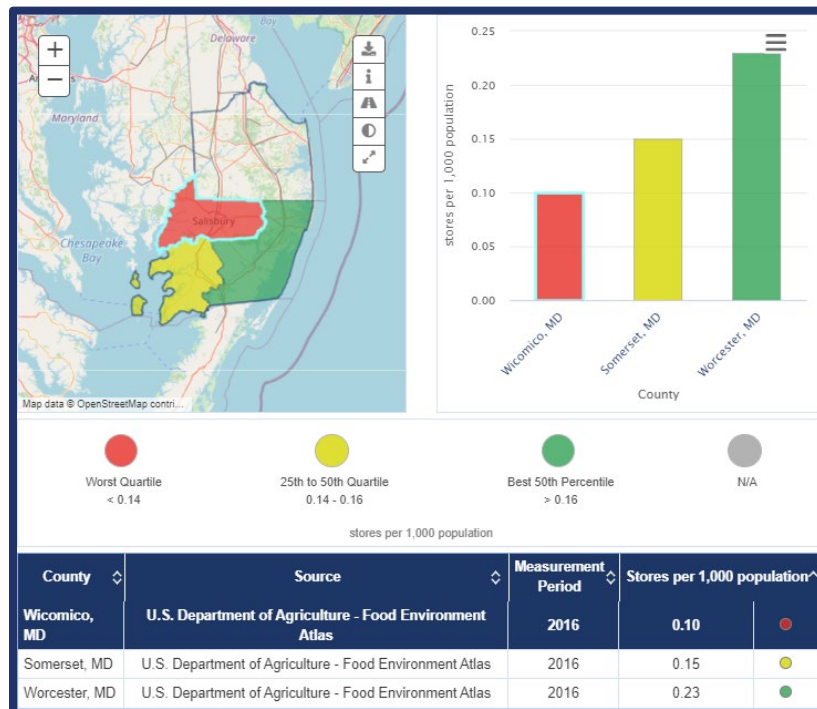 Delaware
Bay
+
−
Maryland
Salisbury
Chesapeake
Bay
Map data © OpenStreetMap contri...
0.25
0.20
0.15
0.10
0.05
0.00
stores per 1,000 population
Wicomico, MD
Somerset, MD
Worcester, MD
County
Worst Quartile
< 0.14
25th to 50th Quartile
0.14 - 0.16
Best 50th Percentile
> 0.16
N/A
stores per 1,000 population
County Source Measurement Period Stores per 1,000 population
Wicomico, MD U.S. Department of Agriculture - Food Environment Atlas 2016 0.10
Somerset, MD U.S. Department of Agriculture - Food Environment Atlas 2016 0.15
Worcester, MD U.S. Department of Agriculture - Food Environment Atlas 2016 0.23